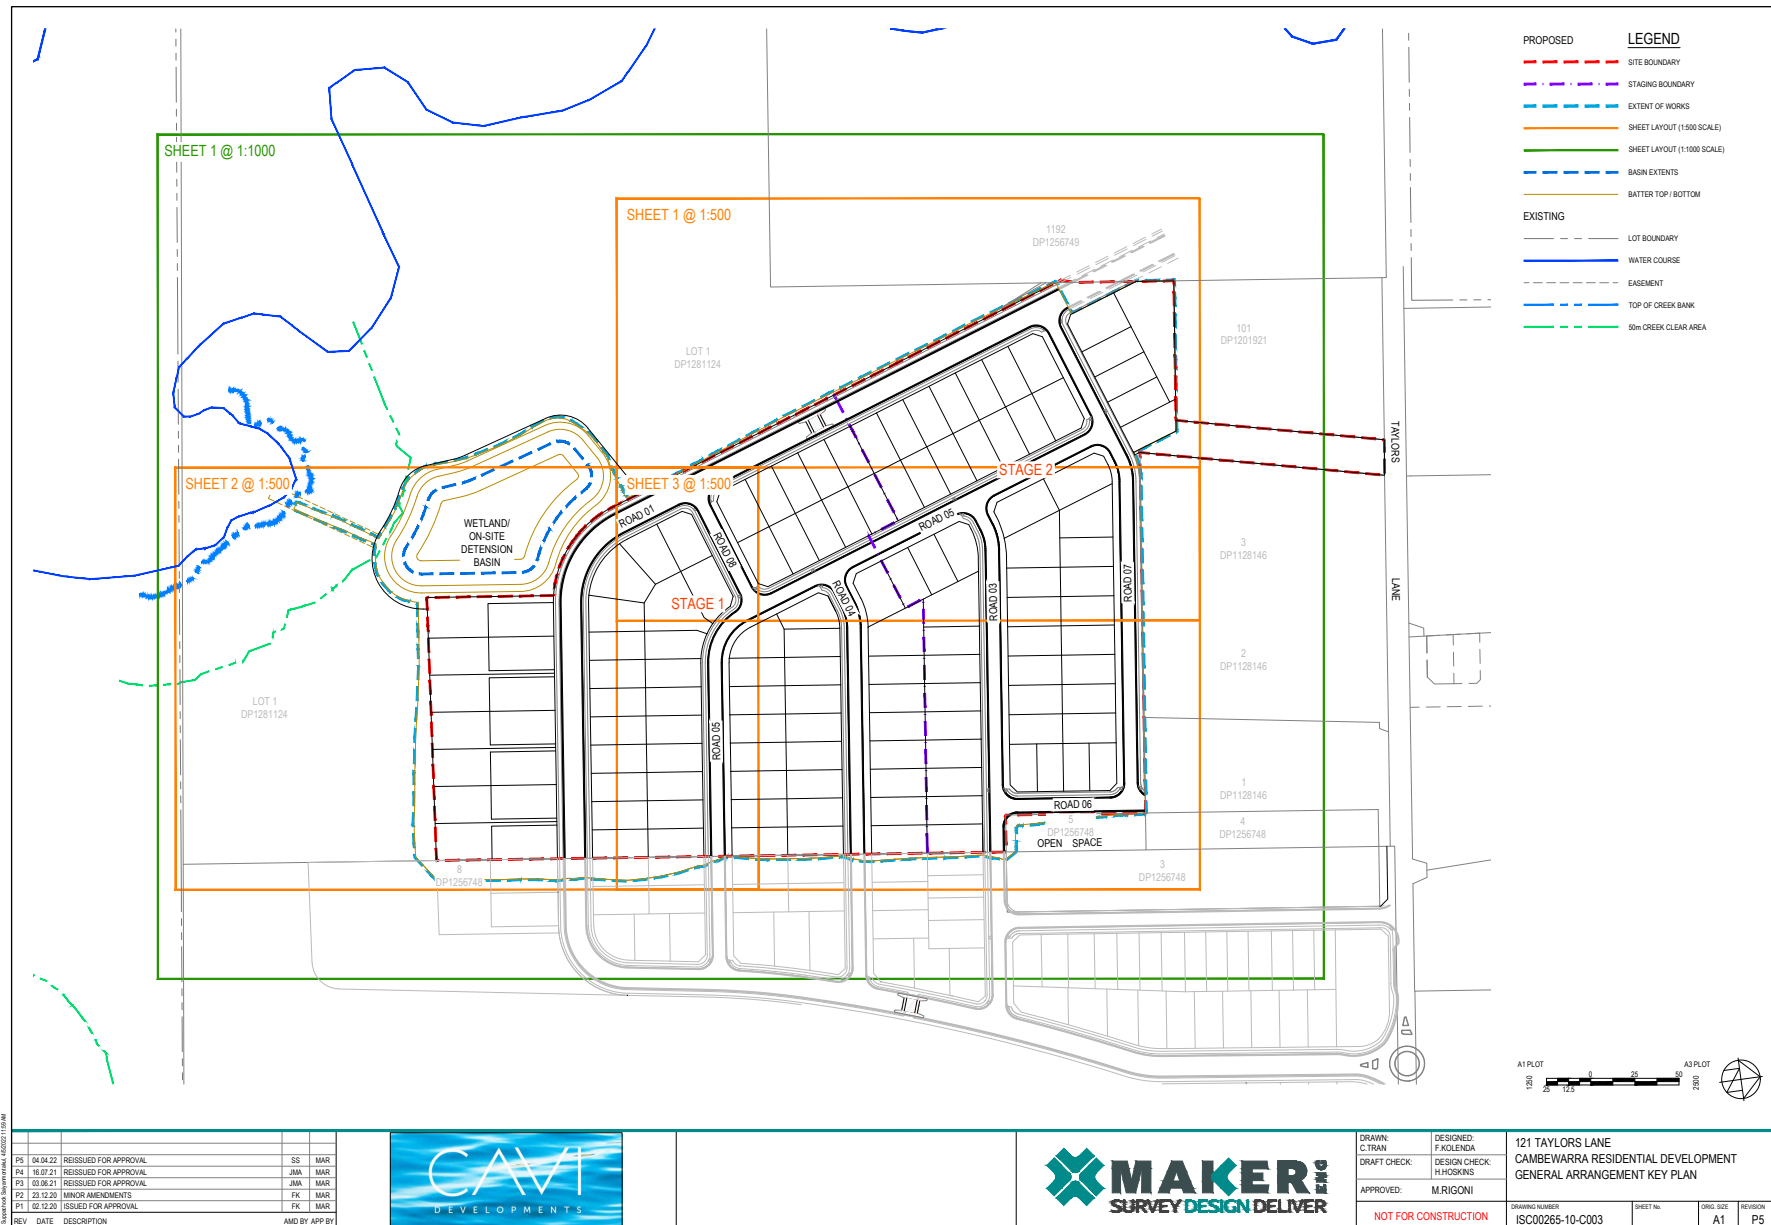 PROPOSED
LEGEND
SITE BOUNDARY
STAGING BOUNDARY
EXTENT OF WORKS
SHEET LAYOUT (1:500 SCALE)
SHEET LAYOUT (1:1000 SCALE)
BASIN EXTENTS
BATTER TOP / BOTTOM
EXISTING
LOT BOUNDARY
WATER COURSE
EASEMENT
TOP OF CREEK BANK
50m CREEK CLEAR AREA
SHEET 1 @ 1:1000
SHEET 1 @ 1:500
1192
DP1256749
101
DP1201921
LOT 1
DP1281124
TAYLORS
STAGE 2
SHEET 2 @ 1:500
SHEET 3 @ 1:500
WETLAND/
ON-SITE
DETENSION
BASIN
ROAD 01
ROAD 08
ROAD 05
3
DP1128146
ROAD 07
LANE
ROAD 04
ROAD 03
STAGE 1
2
DP1128146
LOT 1
DP1281124
ROAD 05
1
DP1128146
ROAD 06
5
DP1256748
OPEN SPACE
4
DP1256748
8
DP1256748
3
DP1256748
A1 PLOT
A3 PLOT
1250
25
12.5
0
25
50
2500
P5 04.04.22 REISSUED FOR APPROVAL SS MAR
P4 16.07.21 REISSUED FOR APPROVAL JMA MAR
P3 03.06.21 REISSUED FOR APPROVAL JMA MAR
P2 23.12.20 MINOR AMENDMENTS FK MAR
P1 02.12.20 ISSUED FOR APPROVAL FK MAR
REV DATE DESCRIPTION AMD BY APP BY
CAVI
DEVELOPMENTS
MAKER ENG
SURVEY DESIGN DELIVER
DRAWN:
C.TRAN
DESIGNED:
F.KOLENDA
DRAFT CHECK:
DESIGN CHECK:
H.HOSKINS
APPROVED: M.RIGONI
NOT FOR CONSTRUCTION
121 TAYLORS LANE
CAMBEWARRA RESIDENTIAL DEVELOPMENT
GENERAL ARRANGEMENT KEY PLAN
DRAWING NUMBER
ISC00265-10-C003
SHEET No.
ORIG. SIZE
A1
REVISION
P5